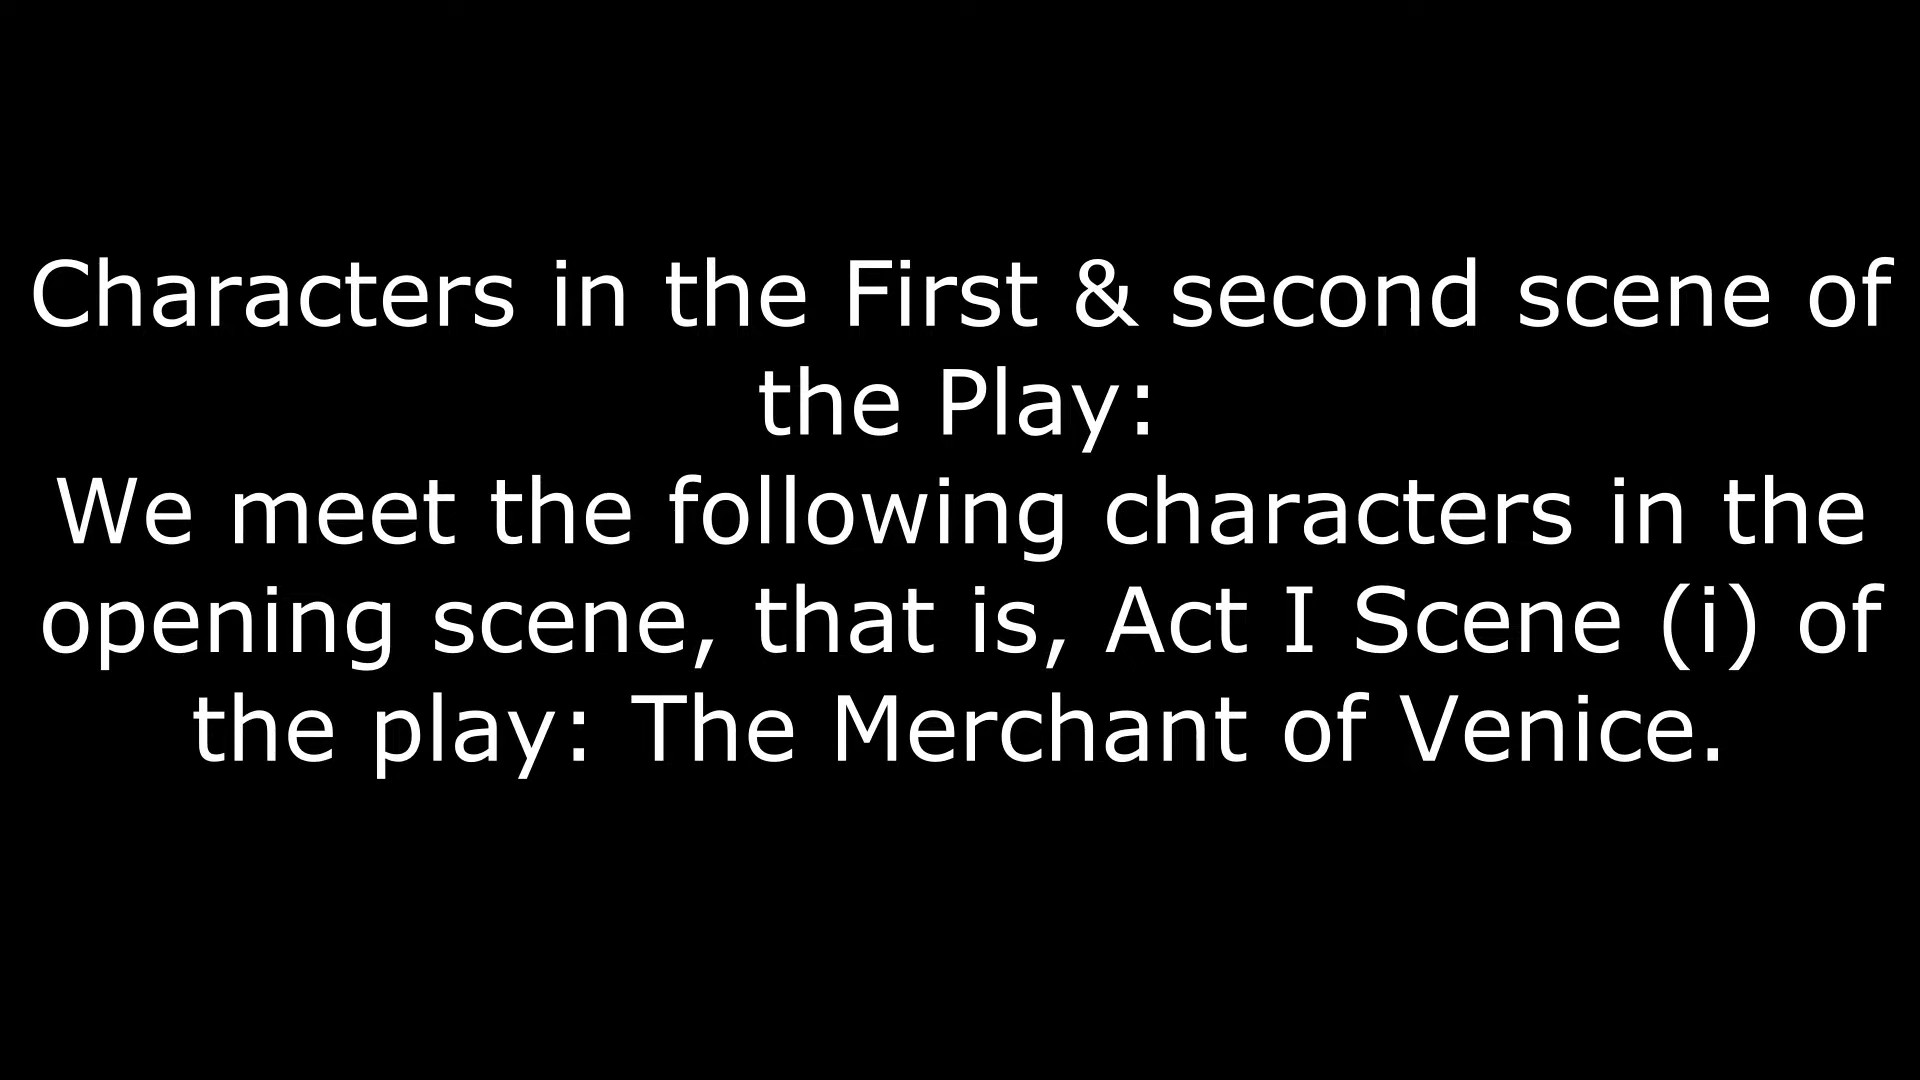 Characters in the First & second scene of
the Play:
We meet the following characters in the
opening scene, that is, Act I Scene (i) of
the play: The Merchant of Venice.